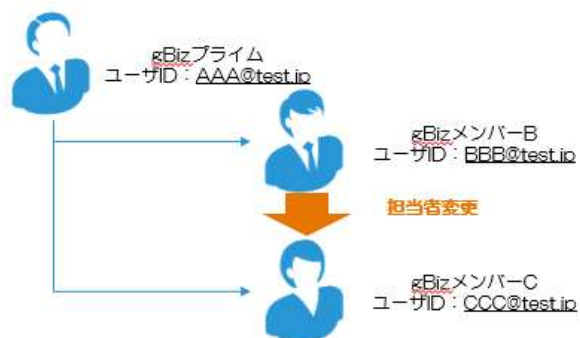 gBizプライム
ユーザID：AAA@test.jp
gBizメンバーB
ユーザID：BBB@test.jp
担当省変更
gBizメンバーC
ユーザID：CCC@test.jp